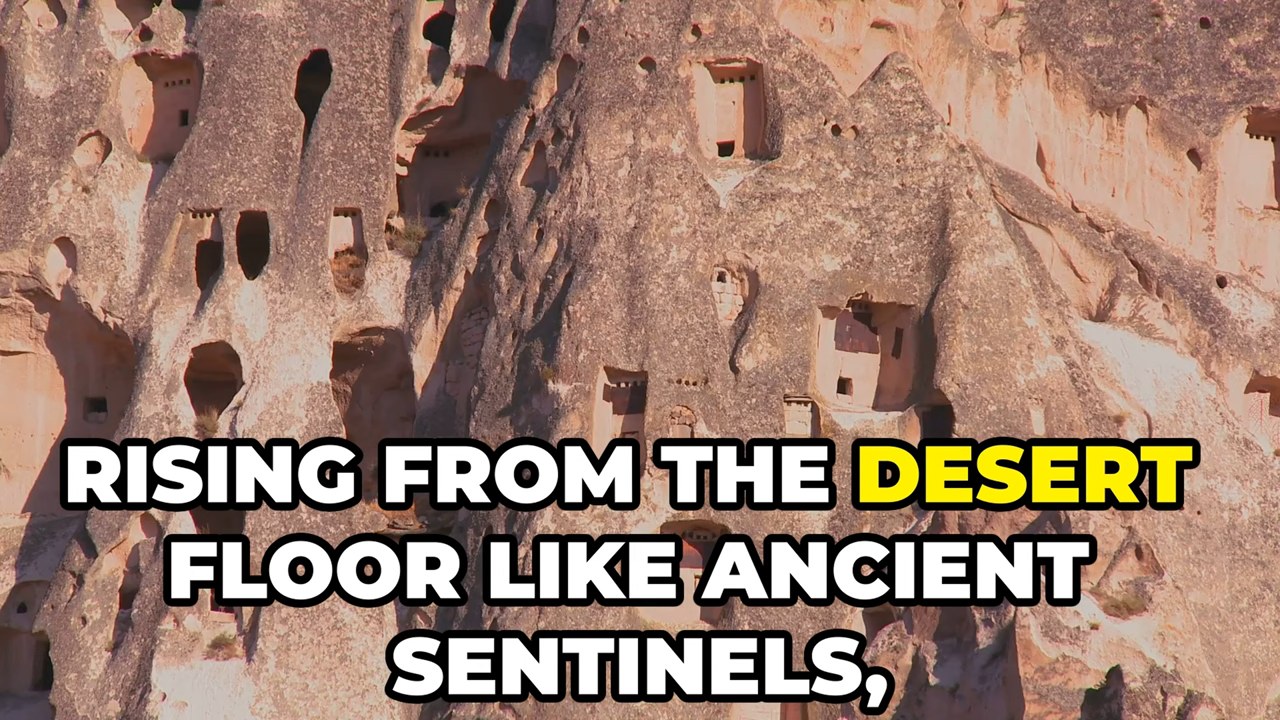 RISING FROM THE DESERT
FLOOR LIKE ANCIENT
SENTINELS,